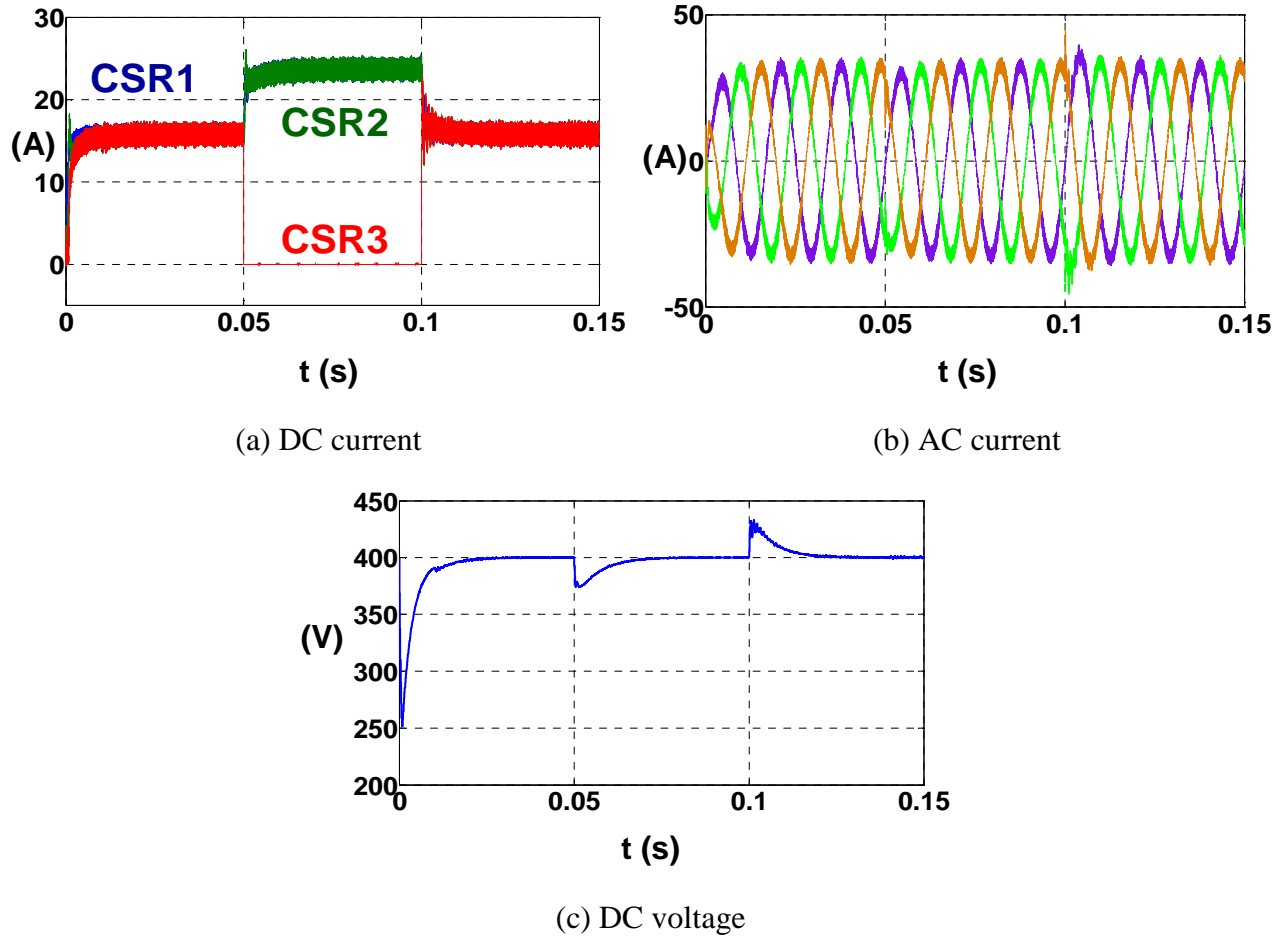 30
CSR1
20
CSR2
(A)
10
CSR3
0
0 0.05 0.1 0.15
t (s)
(a) DC current
50
(A) 0
-50
0 0.05 0.1 0.15
t (s)
(b) AC current
450
400
350
(V)
300
250
200
0 0.05 0.1 0.15
t (s)
(c) DC voltage